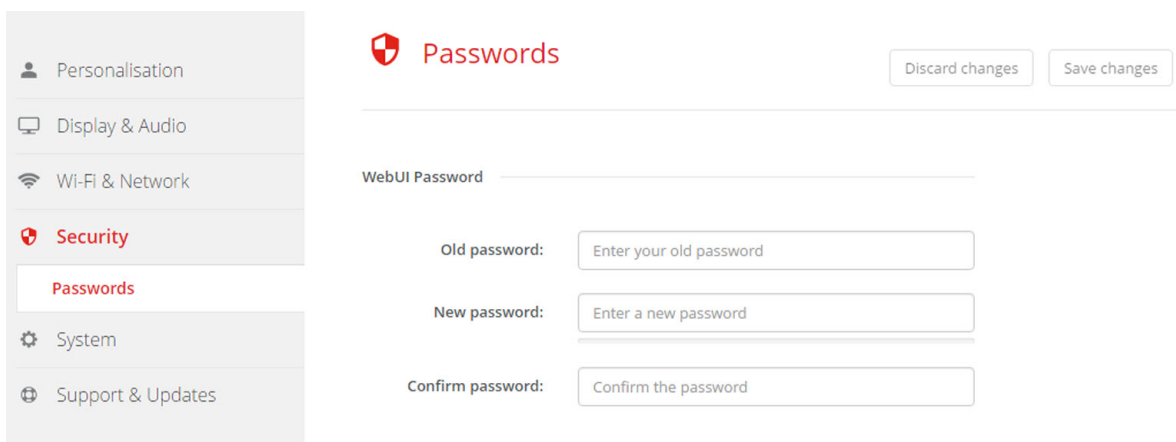 Personalisation
Display & Audio
Wi-Fi & Network
Security
Passwords
System
Support & Updates
Passwords
Discard changes
Save changes
WebUI Password
Old password:
Enter your old password
New password:
Enter a new password
Confirm password:
Confirm the password